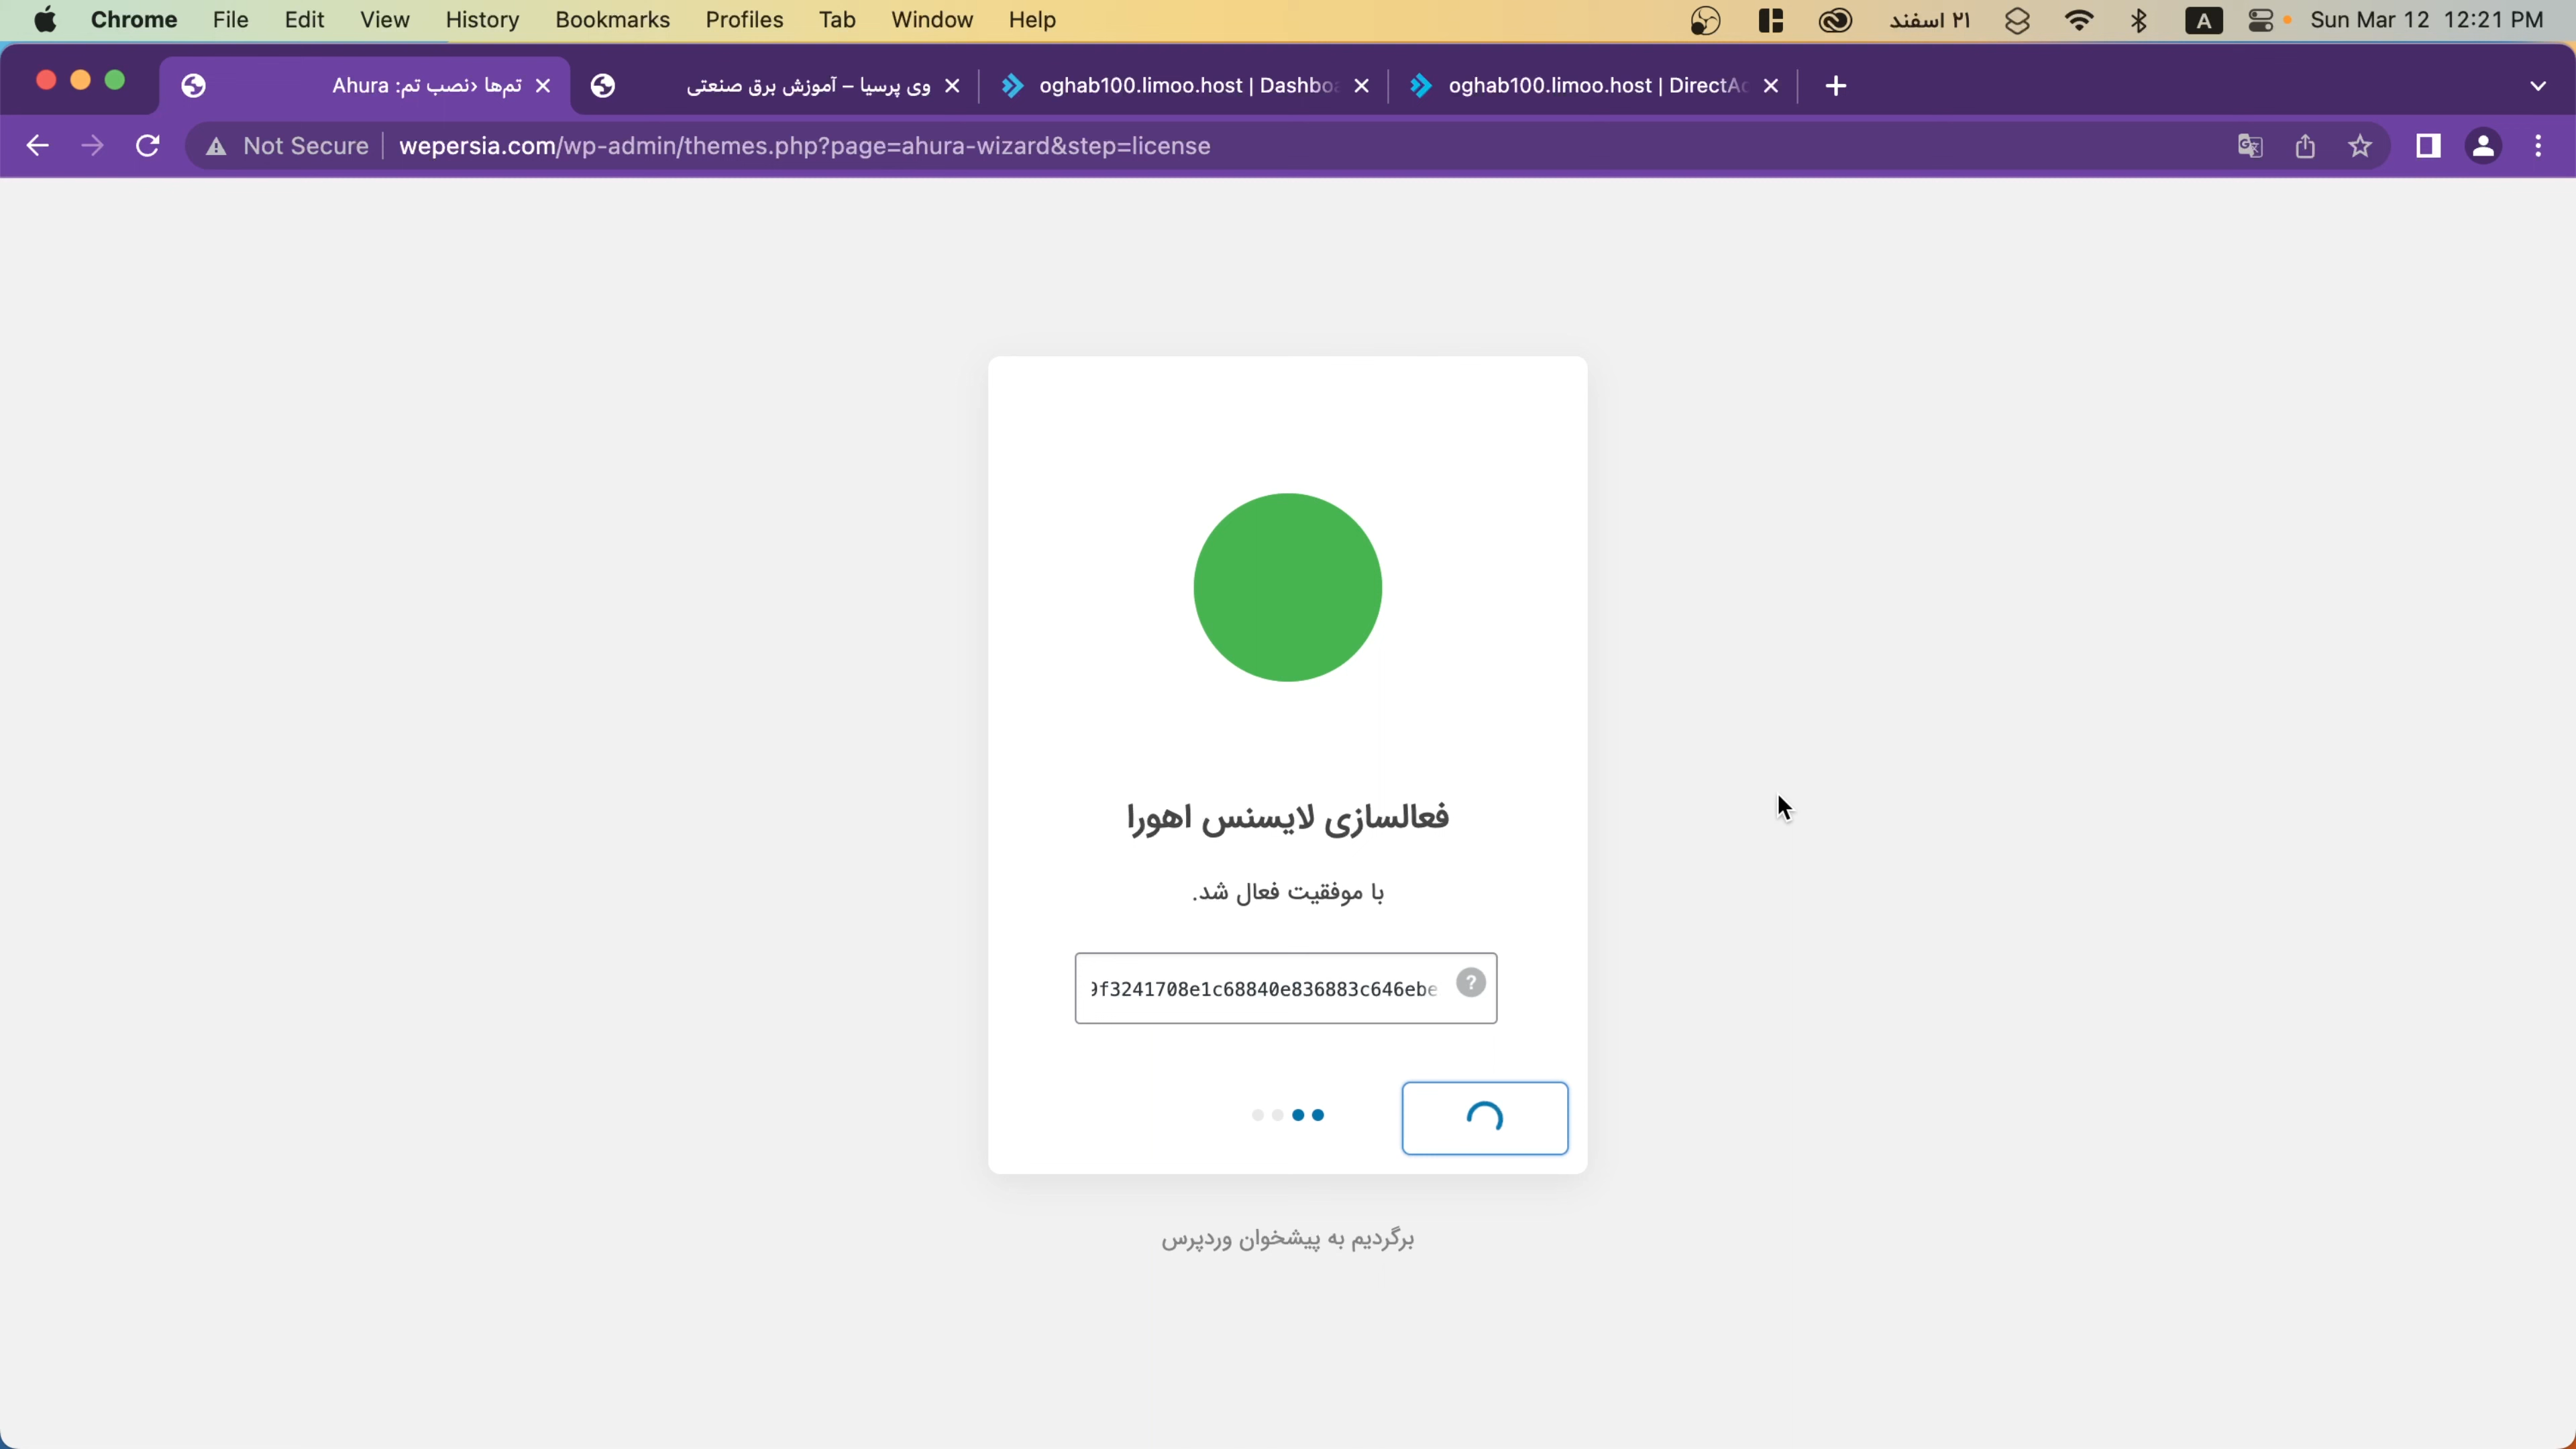 Chrome File Edit View History Bookmarks Profiles Tab Window Help ۲۱ اسفند A Sun Mar 12 12:21 PM
تم‌ها ‹نصب تم: Ahura
وی پرسیا – آموزش برق صنعتی
oghab100.limoo.host | Dashboa
oghab100.limoo.host | DirectAd
Not Secure wepersia.com/wp-admin/themes.php?page=ahura-wizard&step=license
فعالسازی لایسنس اهورا
با موفقیت فعال شد.
9f3241708e1c68840e836883c646ebe ?
برگردیم به پیشخوان وردپرس